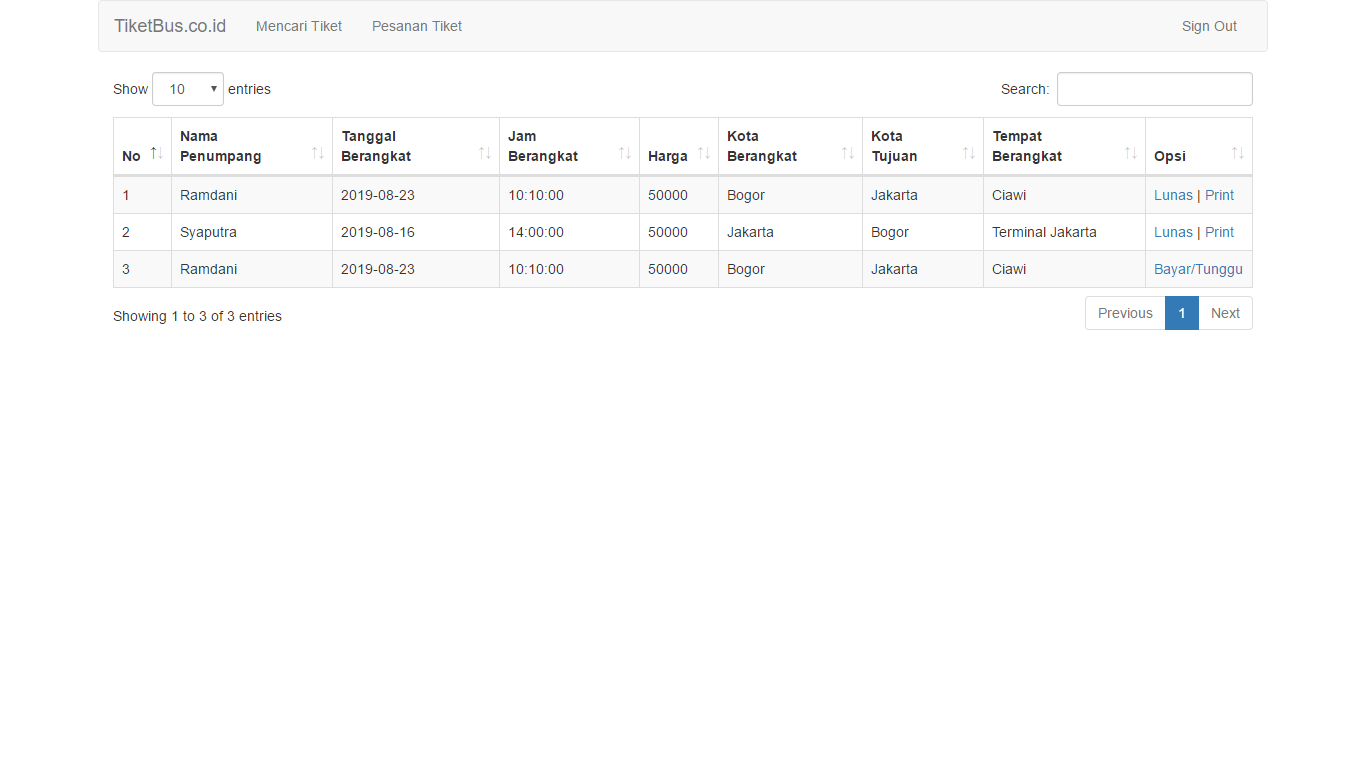 TiketBus.co.id Mencari Tiket Pesanan Tiket Sign Out
Show 10 entries Search:
No Nama Penumpang Tanggal Berangkat Jam Berangkat Harga Kota Berangkat Kota Tujuan Tempat Berangkat Opsi
1 Ramdani 2019-08-23 10:10:00 50000 Bogor Jakarta Ciawi Lunas | Print
2 Syaputra 2019-08-16 14:00:00 50000 Jakarta Bogor Terminal Jakarta Lunas | Print
3 Ramdani 2019-08-23 10:10:00 50000 Bogor Jakarta Ciawi Bayar/Tunggu
Showing 1 to 3 of 3 entries Previous 1 Next